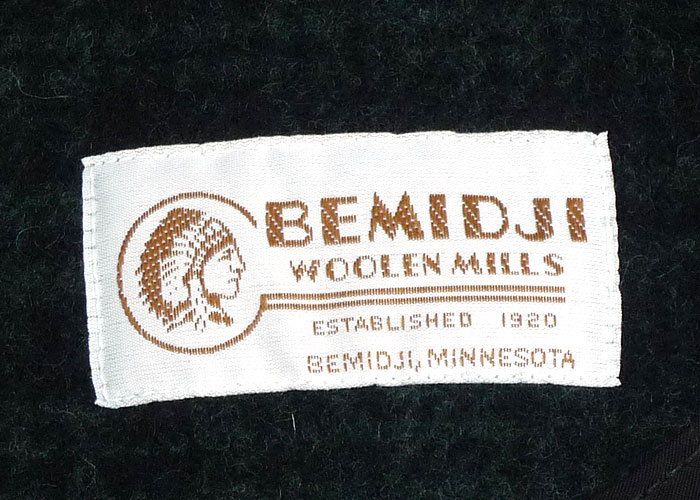 BEMIDJI
WOOLEN MILLS
ESTABLISHED 1920
BEMIDJI, MINNESOTA